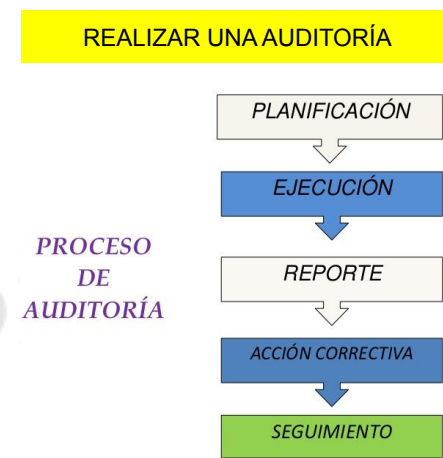 REALIZAR UNA AUDITORÍA
PLANIFICACIÓN
EJECUCIÓN
PROCESO
DE
AUDITORÍA
REPORTE
ACCIÓN CORRECTIVA
SEGUIMIENTO